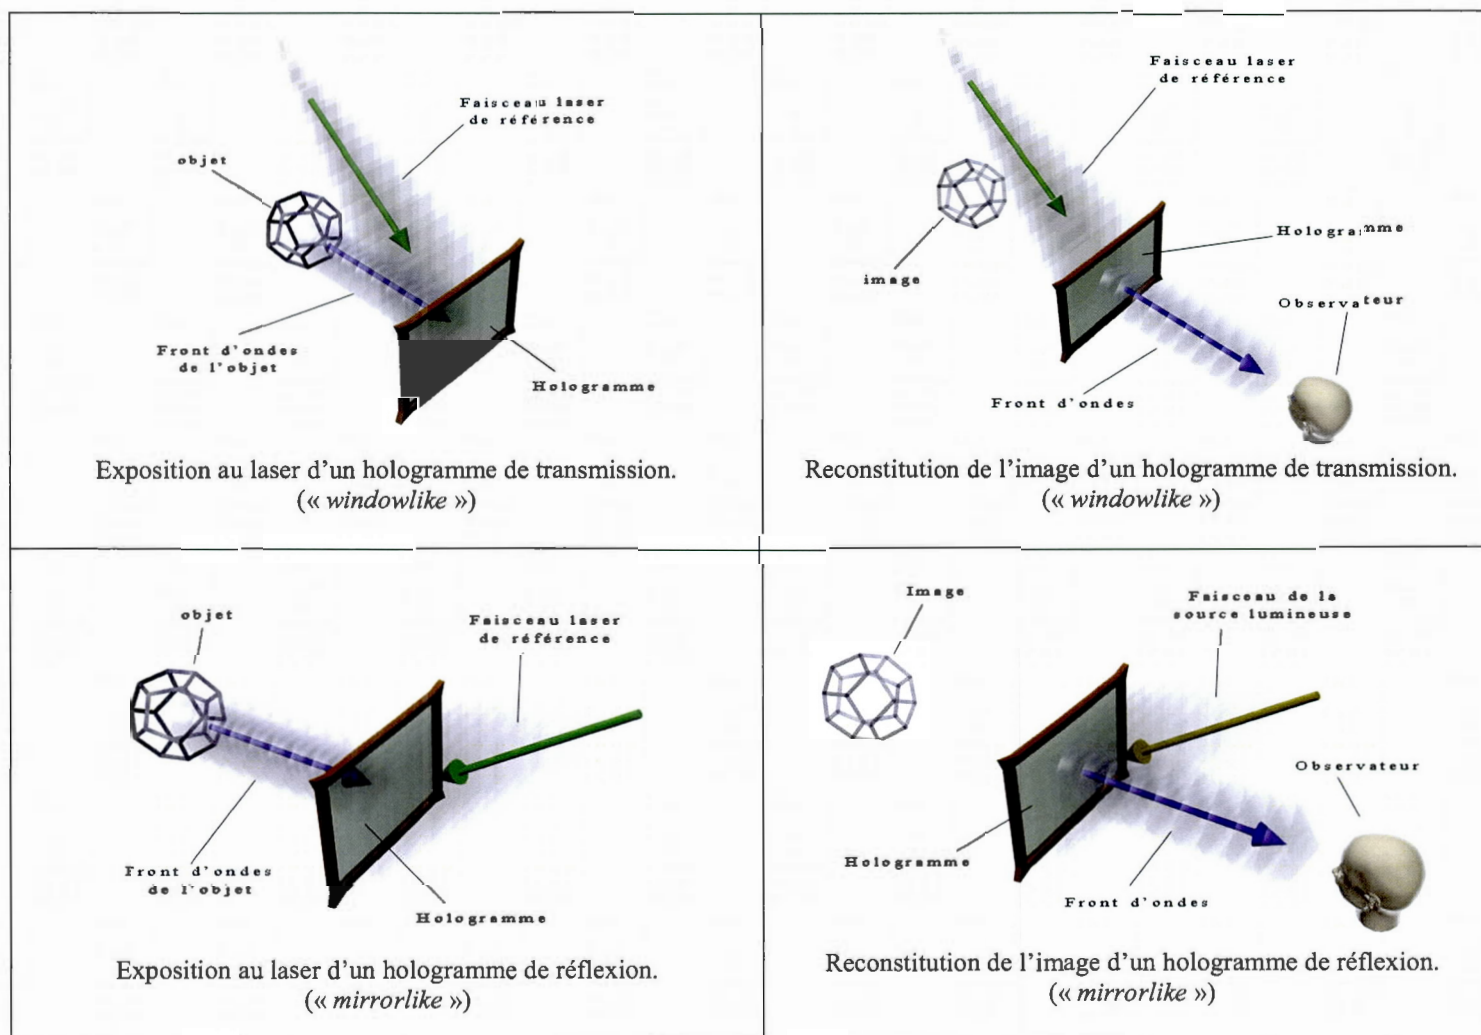 Faisceau laser
de référence
objet
Front d'ondes
de l'objet
Hologramme
Exposition au laser d'un hologramme de transmission.
(« windowlike »)
Faisceau laser
de référence
image
Hologramme
Observateur
Front d'ondes
Reconstitution de l'image d'un hologramme de transmission.
(« windowlike »)
objet
Faisceau laser
de référence
Front d'ondes
de l'objet
Hologramme
Exposition au laser d'un hologramme de réflexion.
(« mirrorlike »)
Image
Faisceau de la
source lumineuse
Observateur
Hologramme
Front d'ondes
Reconstitution de l'image d'un hologramme de réflexion.
(« mirrorlike »)